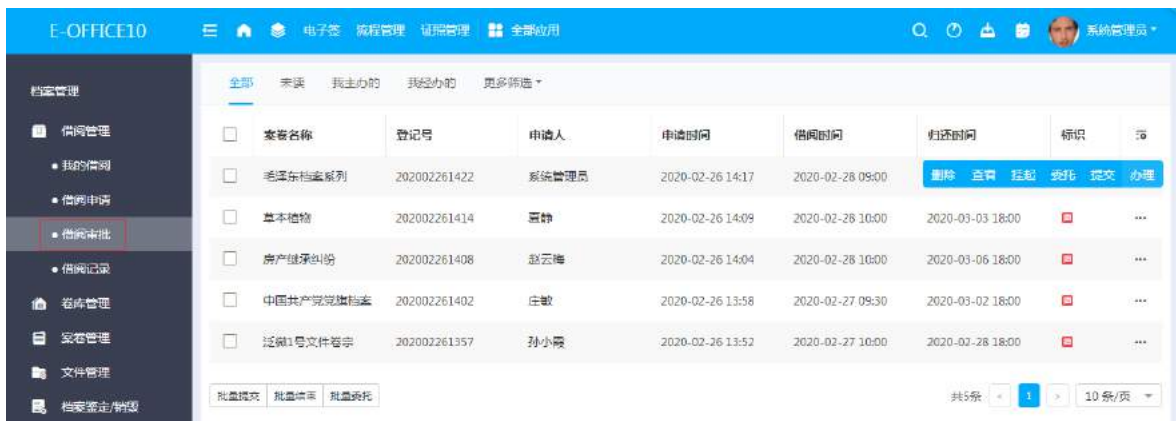 E-OFFICE10 电子签 流程管理 证照管理 全部应用 系统管理员
档案管理
借阅管理
我的借阅
借阅申请
借阅审批
借阅记录
卷库管理
案卷管理
文件管理
档案鉴定/销毁
全部 未读 我主办的 我经办的 更多筛选
案卷名称 登记号 申请人 申请时间 借阅时间 归还时间 标识
毛泽东档案系列 202002261422 系统管理员 2020-02-26 14:17 2020-02-28 09:00 删除 查看 挂起 委托 提交 办理
草本植物 202002261414 夏静 2020-02-26 14:09 2020-02-28 10:00 2020-03-03 18:00
房产继承纠纷 202002261408 赵云梅 2020-02-26 14:04 2020-02-28 10:00 2020-03-06 18:00
中国共产党党旗档案 202002261402 庄敏 2020-02-26 13:58 2020-02-27 09:30 2020-03-02 18:00
泛微1号文件卷宗 202002261357 孙小霞 2020-02-26 13:52 2020-02-27 10:00 2020-02-28 18:00
批量提交 批量结束 批量委托 共5条 < 1 > 10 条/页